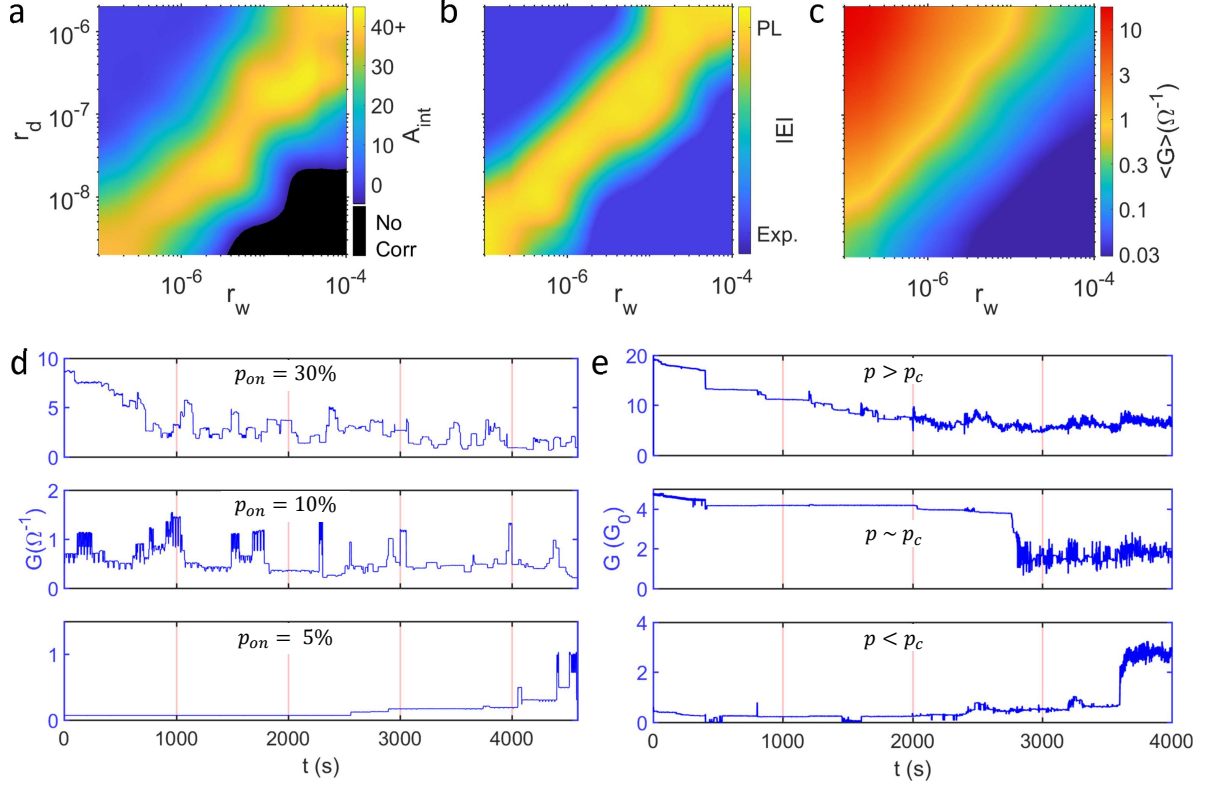 a
10⁻⁶
10⁻⁷
10⁻⁸
r_d
10⁻⁶
10⁻⁴
r_w
40+
30
20
10
0
A_int
No
Corr
b
10⁻⁶
10⁻⁴
r_w
PL
IEI
Exp.
c
10⁻⁶
10⁻⁴
r_w
10
3
1
0.3
0.1
0.03
<G>(Ω⁻¹)
d
10
5
0
p_on = 30%
2
1
0
G(Ω⁻¹)
p_on = 10%
1
0
p_on = 5%
0
1000
2000
3000
4000
t (s)
e
20
10
0
p > p_c
4
2
0
G (G₀)
p ~ p_c
4
2
0
p < p_c
0
1000
2000
3000
4000
t (s)